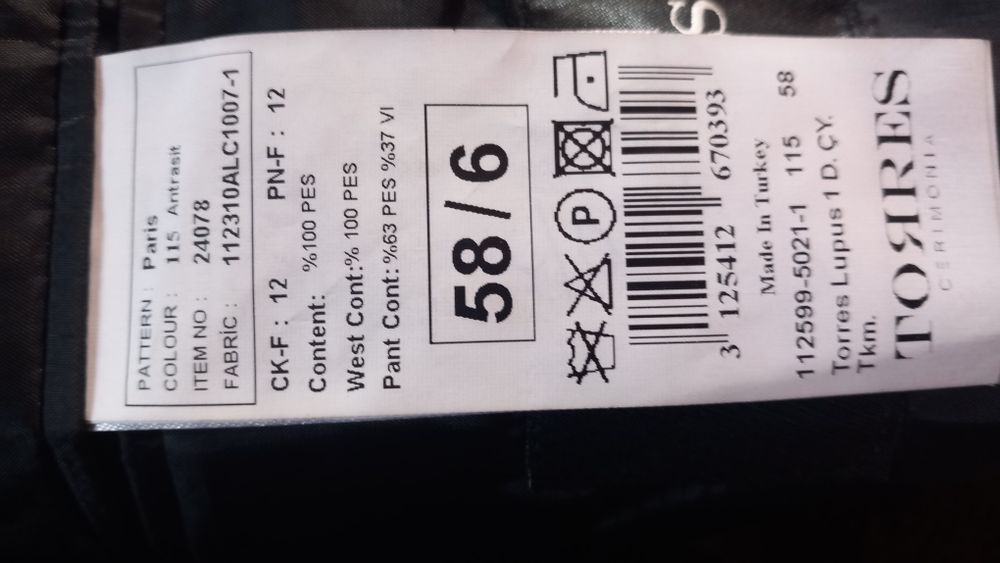 PATTERN : Paris
COLOUR : 115 Antrasit
ITEM NO : 24078
FABRİC : 112310ALC1007-1
CK-F : 12 PN-F : 12
Content: %100 PES
West Cont:% 100 PES
Pant Cont: %63 PES %37 VI
58/6
P
3 125412 670393
Made In Turkey
112599-5021-1 115 58
Torres Lupus 1 D. ÇY.
Tkm.
TORRES
CERIMONIA
S